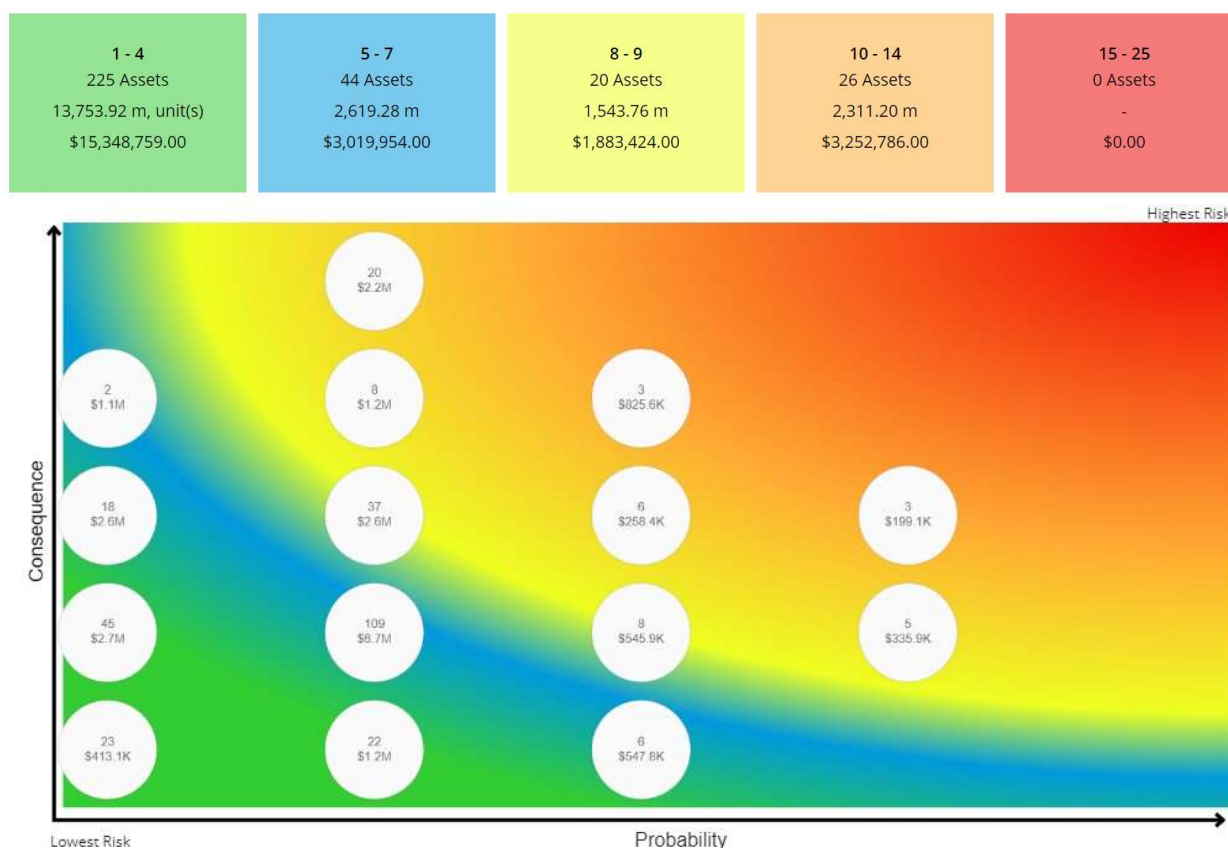 1 - 4
225 Assets
13,753.92 m, unit(s)
$15,348,759.00
5 - 7
44 Assets
2,619.28 m
$3,019,954.00
8 - 9
20 Assets
1,543.76 m
$1,883,424.00
10 - 14
26 Assets
2,311.20 m
$3,252,786.00
15 - 25
0 Assets
-
$0.00
Highest Risk
20
$2.2M
2
$1.1M
8
$1.2M
3
$825.6K
Consequence
18
$2.6M
37
$2.6M
6
$258.4K
3
$199.1K
45
$2.7M
109
$6.7M
8
$545.9K
5
$335.9K
23
$413.1K
22
$1.2M
6
$547.8K
Lowest Risk
Probability